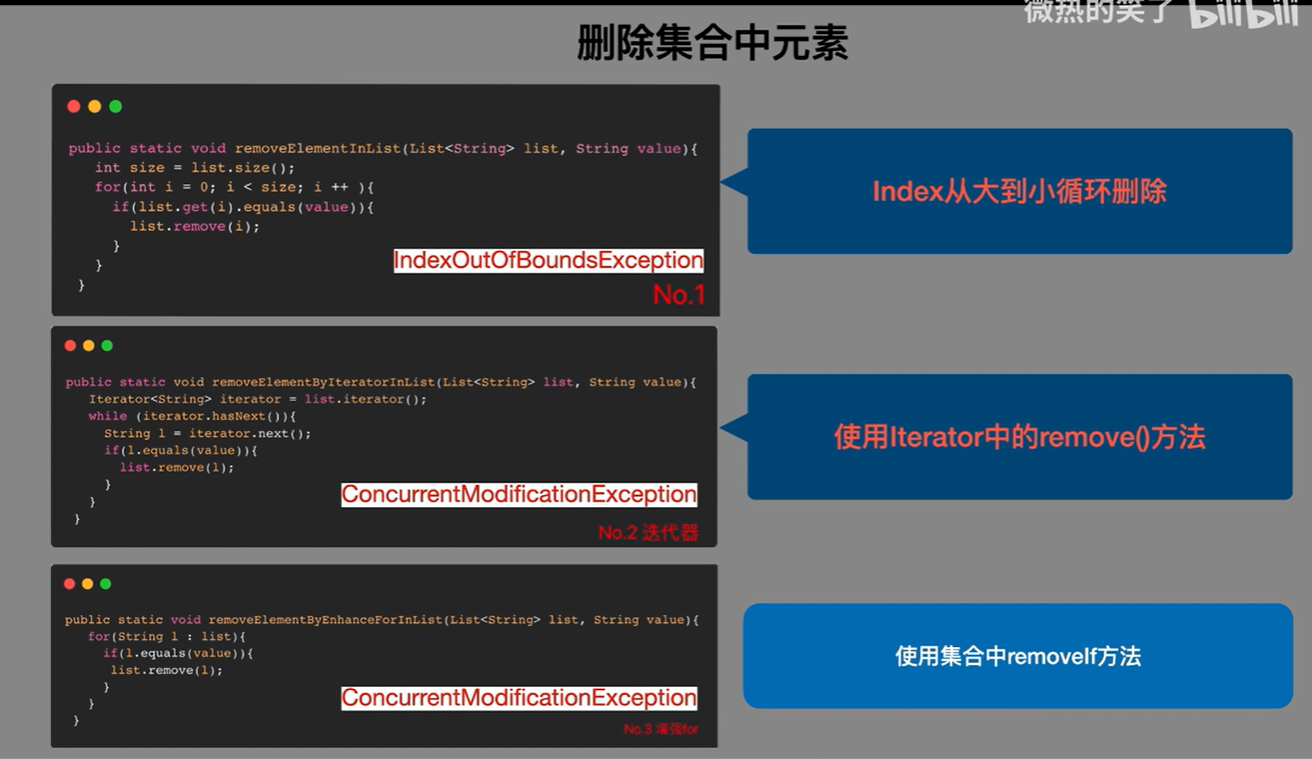 微热的笑了 bilibili
删除集合中元素
public static void removeElementInList(List<String> list, String value){
int size = list.size();
for(int i = 0; i < size; i ++ ){
if(list.get(i).equals(value)){
list.remove(i);
}
}
}
IndexOutOfBoundsException
No.1
Index从大到小循环删除
public static void removeElementByIteratorInList(List<String> list, String value){
Iterator<String> iterator = list.iterator();
while (iterator.hasNext()){
String l = iterator.next();
if(l.equals(value)){
list.remove(l);
}
}
}
ConcurrentModificationException
No.2 迭代器
使用Iterator中的remove()方法
public static void removeElementByEnhanceForInList(List<String> list, String value){
for(String l : list){
if(l.equals(value)){
list.remove(l);
}
}
}
ConcurrentModificationException
No.3 增强for
使用集合中removeIf方法